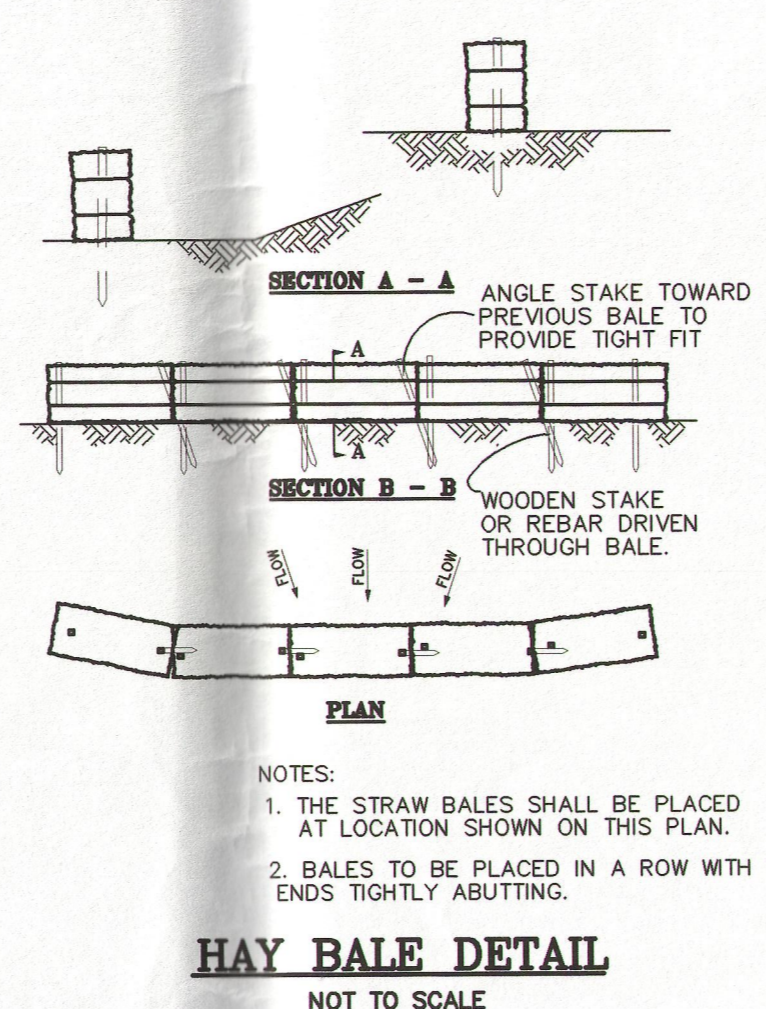 SECTION A - A
ANGLE STAKE TOWARD
PREVIOUS BALE TO
PROVIDE TIGHT FIT
A
A
SECTION B - B
WOODEN STAKE
OR REBAR DRIVEN
THROUGH BALE.
FLOW
FLOW
FLOW
PLAN
NOTES:
1. THE STRAW BALES SHALL BE PLACED
AT LOCATION SHOWN ON THIS PLAN.
2. BALES TO BE PLACED IN A ROW WITH
ENDS TIGHTLY ABUTTING.
HAY BALE DETAIL
NOT TO SCALE